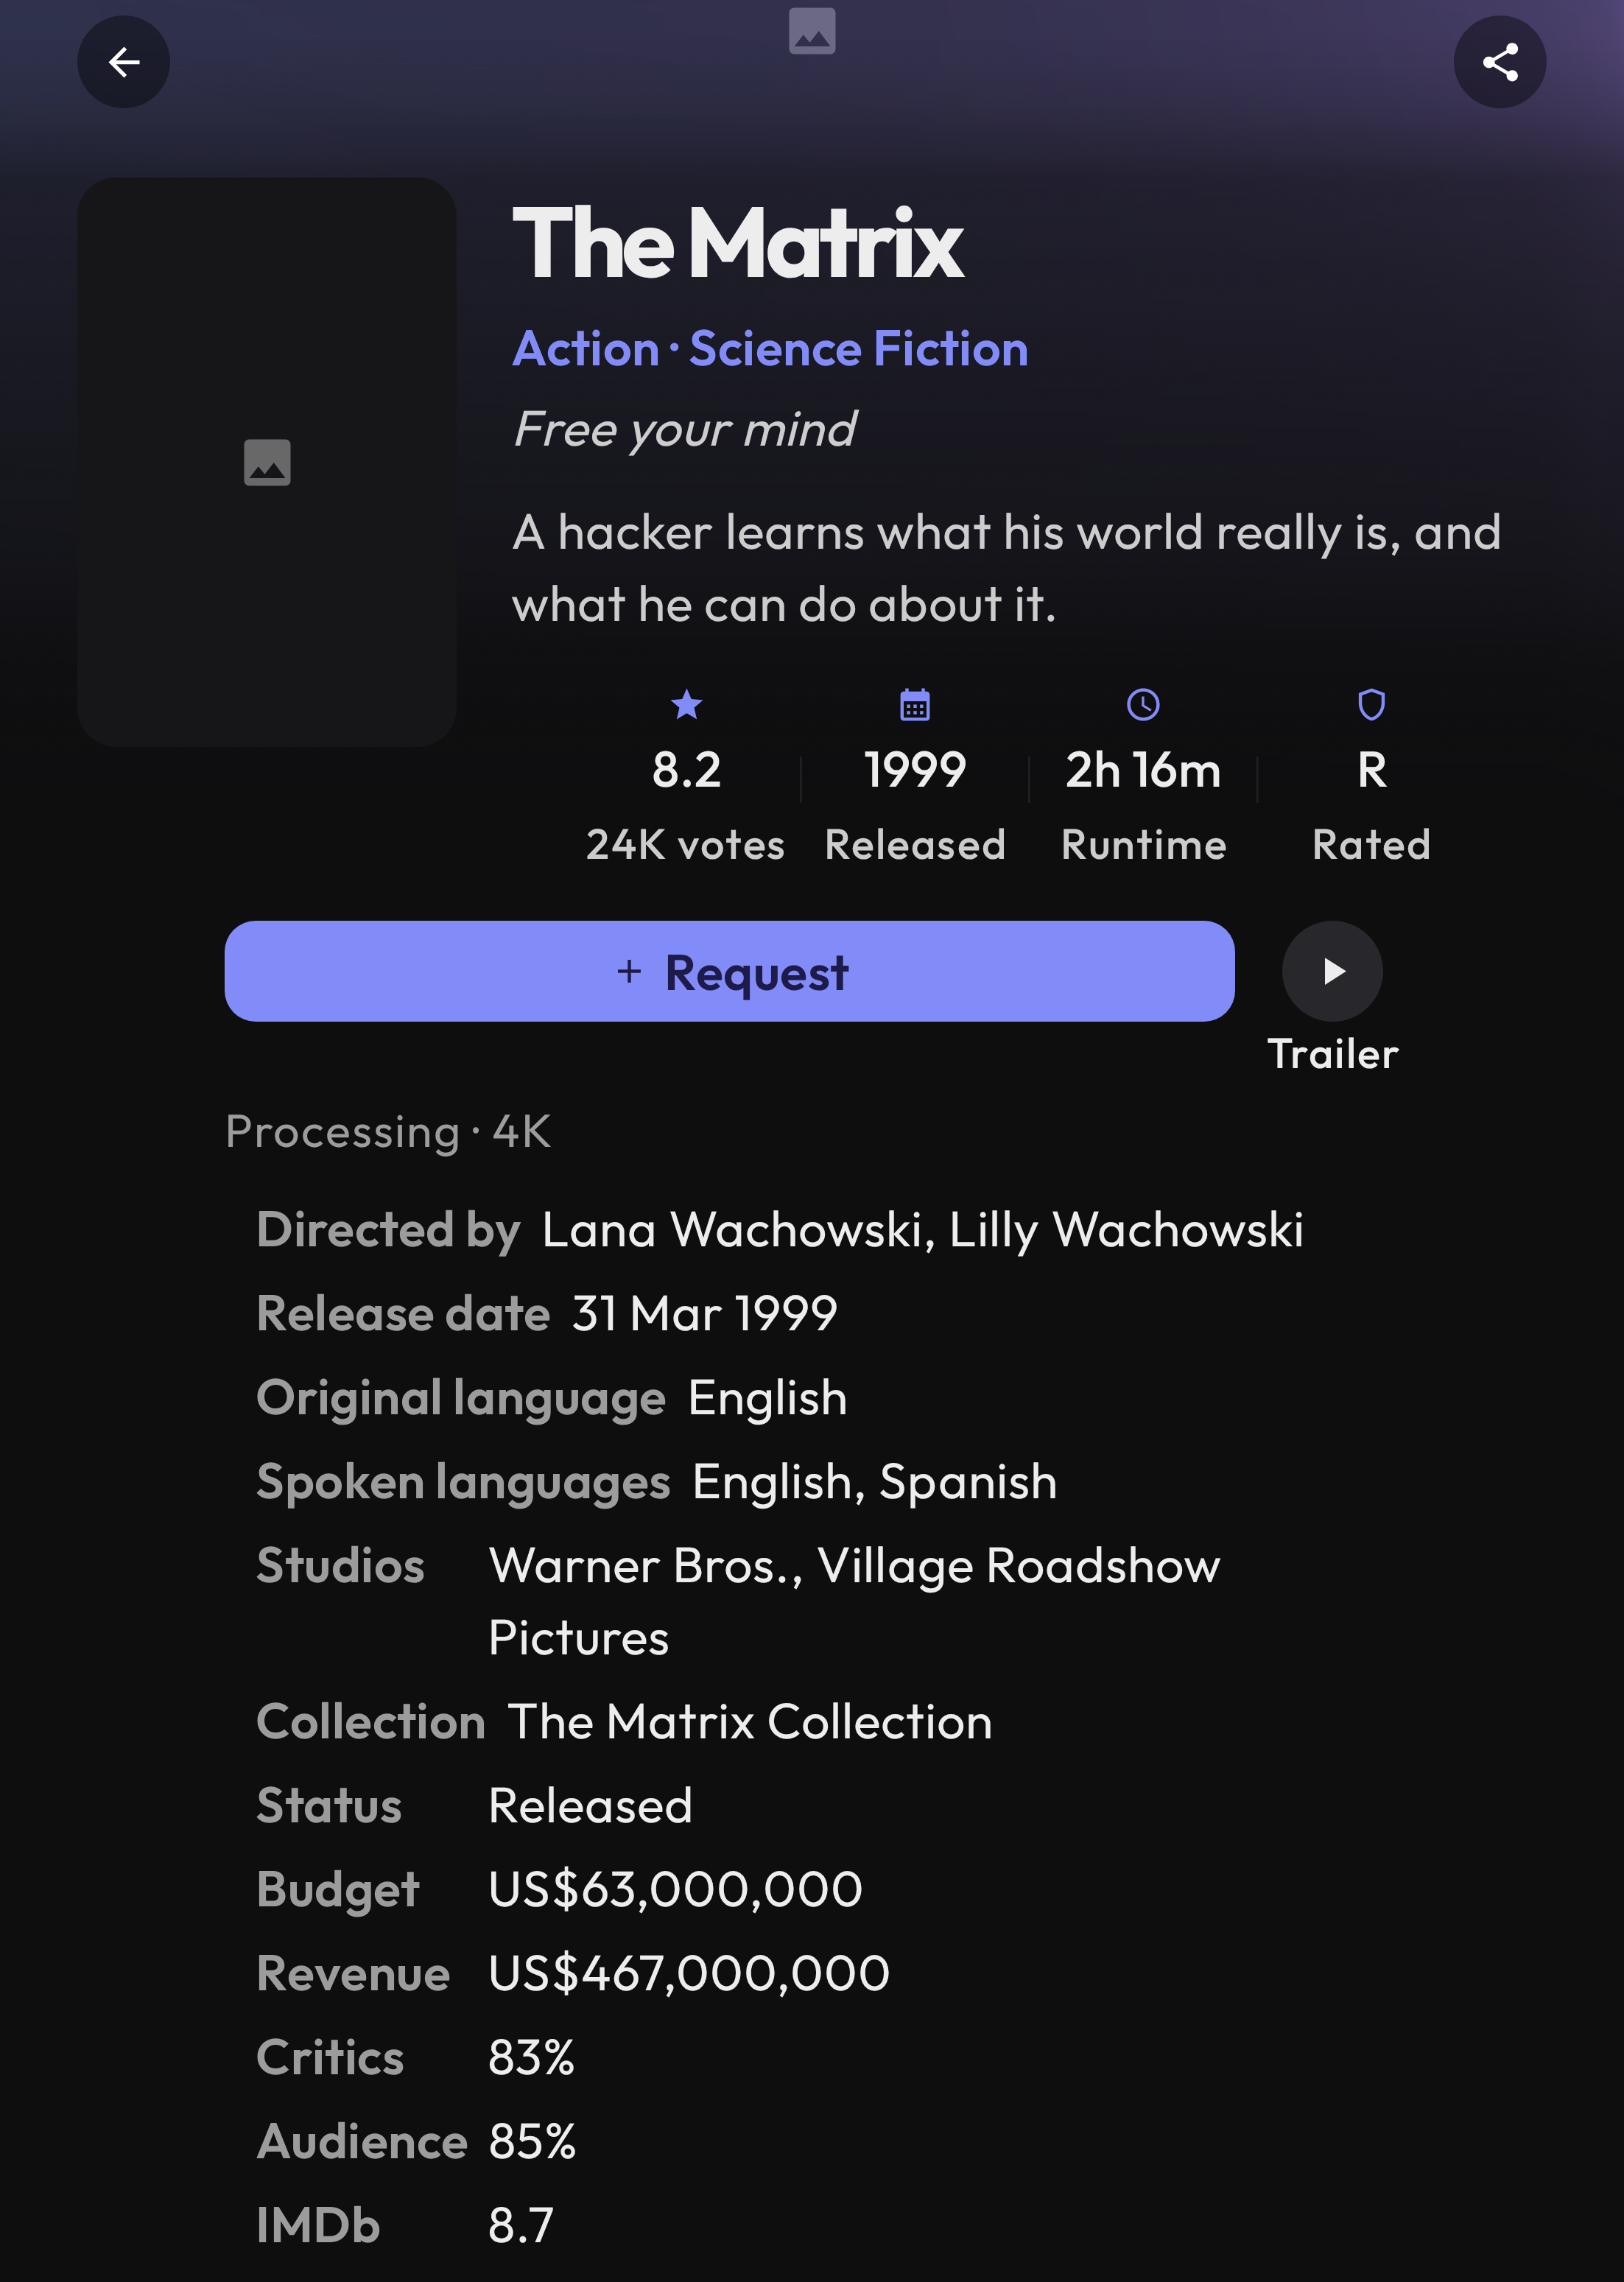 The Matrix
Action · Science Fiction
Free your mind
A hacker learns what his world really is, and
what he can do about it.
8.2 1999 2h 16m R
24K votes Released Runtime Rated
+ Request
Trailer
Processing · 4K
Directed by Lana Wachowski, Lilly Wachowski
Release date 31 Mar 1999
Original language English
Spoken languages English, Spanish
Studios Warner Bros., Village Roadshow
Pictures
Collection The Matrix Collection
Status Released
Budget US$63,000,000
Revenue US$467,000,000
Critics 83%
Audience 85%
IMDb 8.7